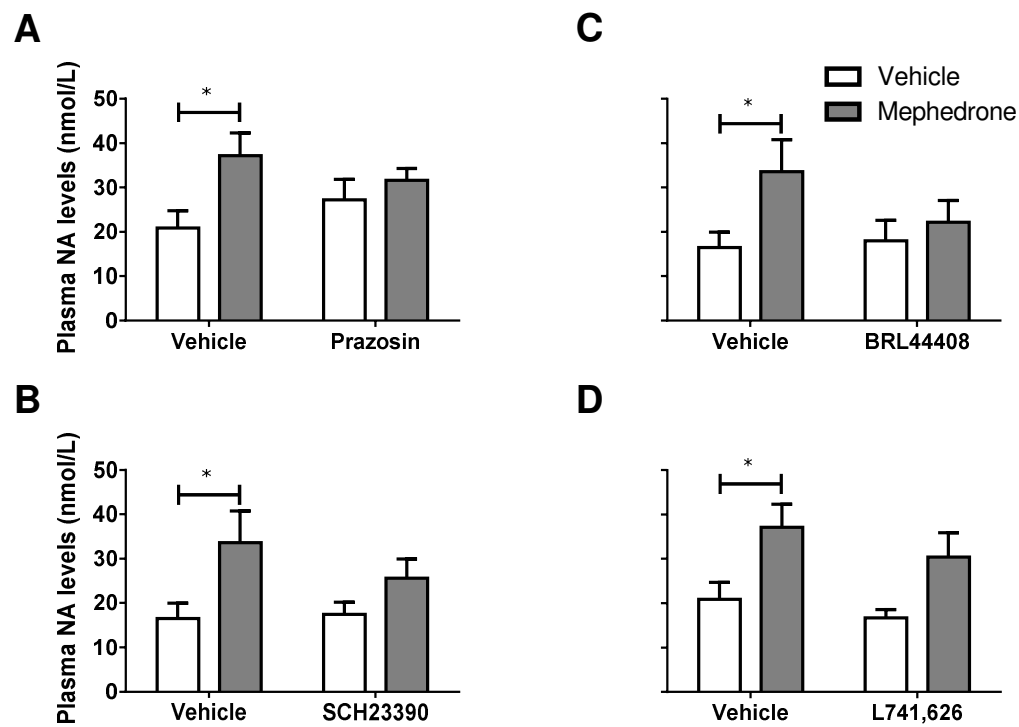 A
Plasma NA levels (nmol/L)
50
40
30
20
10
0
*
Vehicle
Prazosin
C
Vehicle
Mephedrone
*
Vehicle
BRL44408
B
Plasma NA levels (nmol/L)
50
40
30
20
10
0
*
Vehicle
SCH23390
D
*
Vehicle
L741,626